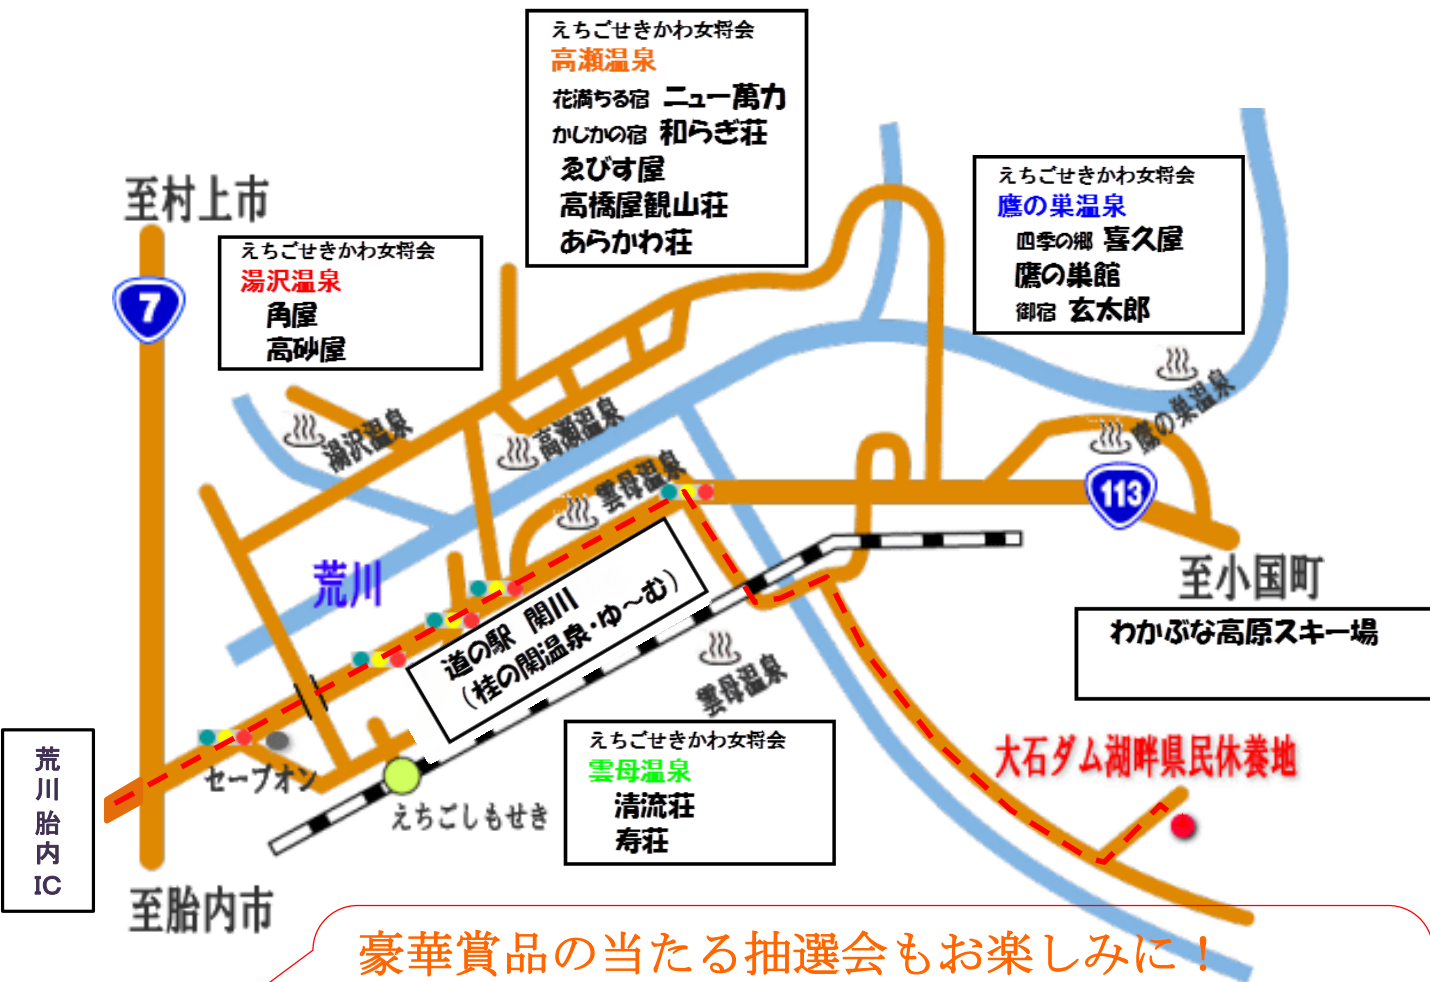 えちごせきかわ女将会
高瀬温泉
花満ちる宿 ニュー萬力
かじかの宿 和らぎ荘
ゑびす屋
高橋屋観山荘
あらかわ荘
えちごせきかわ女将会
鷹の巣温泉
四季の郷 喜久屋
鷹の巣館
御宿 玄太郎
至村上市
7
えちごせきかわ女将会
湯沢温泉
角屋
高砂屋
湯沢温泉
高瀬温泉
雲母温泉
鷹の巣温泉
113
至小国町
わかぶな高原スキー場
荒川
道の駅 関川
（桂の関温泉・ゆ～む）
雲母温泉
セーブオン
えちごしもせき
えちごせきかわ女将会
雲母温泉
清流荘
寿荘
大石ダム湖畔県民休養地
荒川胎内IC
至胎内市
豪華賞品の当たる抽選会もお楽しみに！